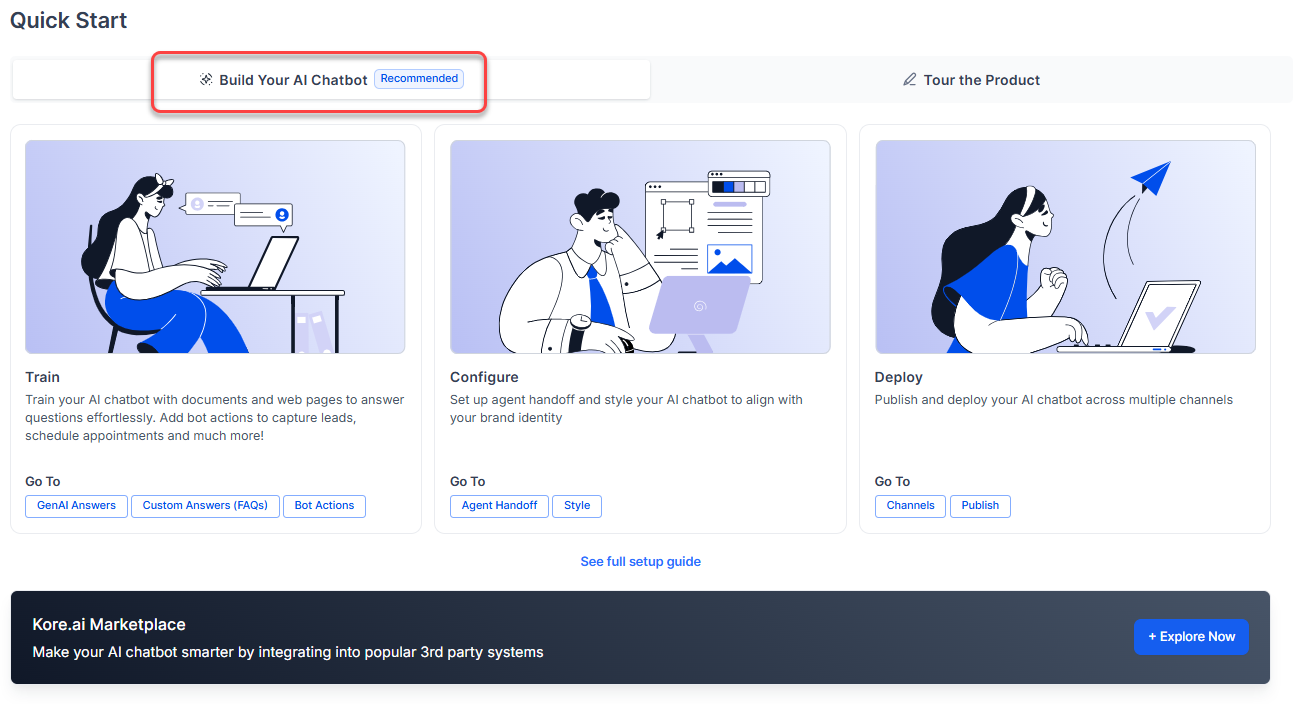 Quick Start
Build Your AI Chatbot Recommended
Tour the Product
Train
Train your AI chatbot with documents and web pages to answer
questions effortlessly. Add bot actions to capture leads,
schedule appointments and much more!
Go To
GenAI Answers Custom Answers (FAQs) Bot Actions
Configure
Set up agent handoff and style your AI chatbot to align with
your brand identity
Go To
Agent Handoff Style
Deploy
Publish and deploy your AI chatbot across multiple channels
Go To
Channels Publish
See full setup guide
Kore.ai Marketplace
Make your AI chatbot smarter by integrating into popular 3rd party systems
+ Explore Now